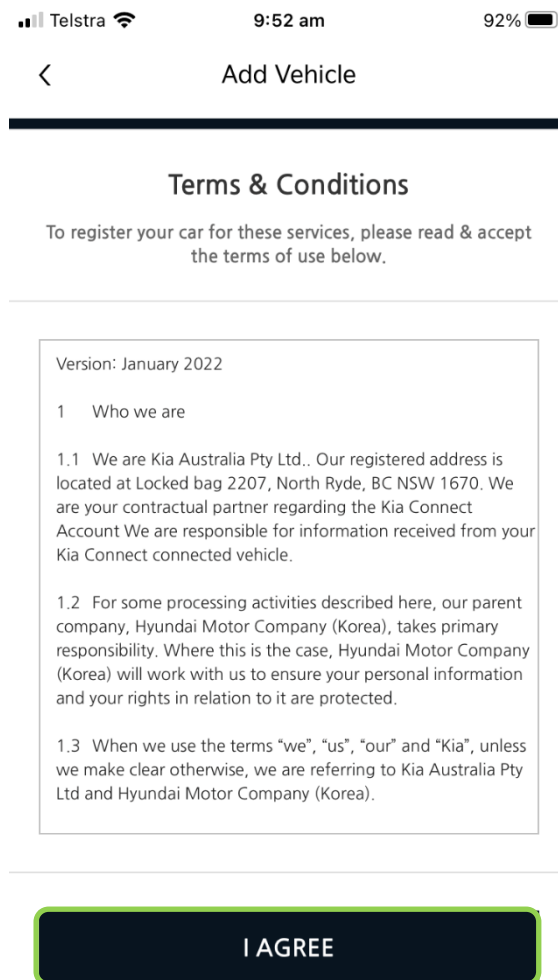 Telstra 9:52 am 92%
Add Vehicle
Terms & Conditions
To register your car for these services, please read & accept
the terms of use below.
Version: January 2022
1 Who we are
1.1 We are Kia Australia Pty Ltd.. Our registered address is
located at Locked bag 2207, North Ryde, BC NSW 1670. We
are your contractual partner regarding the Kia Connect
Account We are responsible for information received from your
Kia Connect connected vehicle.
1.2 For some processing activities described here, our parent
company, Hyundai Motor Company (Korea), takes primary
responsibility. Where this is the case, Hyundai Motor Company
(Korea) will work with us to ensure your personal information
and your rights in relation to it are protected.
1.3 When we use the terms “we”, “us”, “our” and “Kia”, unless
we make clear otherwise, we are referring to Kia Australia Pty
Ltd and Hyundai Motor Company (Korea).
I AGREE